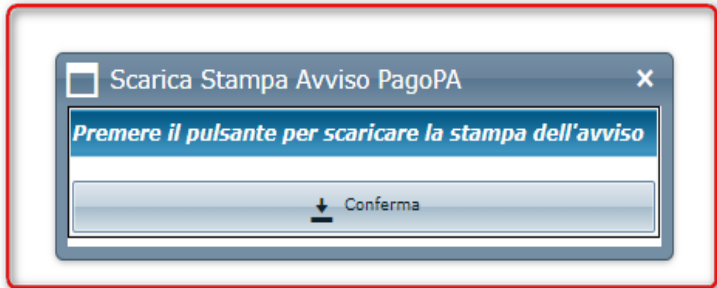 Scarica Stampa Avviso PagoPA
Premere il pulsante per scaricare la stampa dell'avviso
Conferma